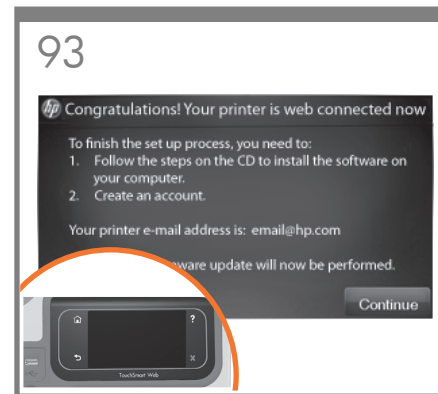 93
hp Congratulations! Your printer is web connected now
To finish the set up process, you need to:
1. Follow the steps on the CD to install the software on
your computer.
2. Create an account.
Your printer e-mail address is: email@hp.com
update will now be performed.
Continue
?
X
TouchSmart Web